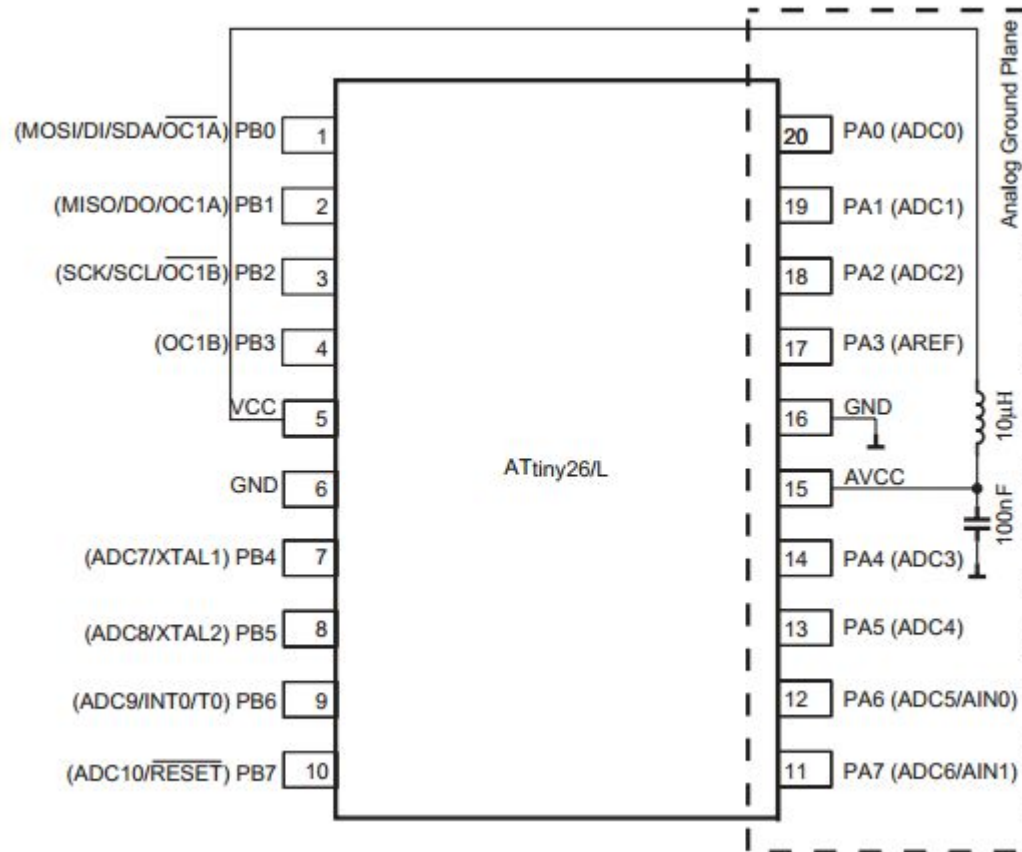 Analog Ground Plane
(MOSI/DI/SDA/OC1A) PB0
1
20
PA0 (ADC0)
(MISO/DO/OC1A) PB1
2
19
PA1 (ADC1)
(SCK/SCL/OC1B) PB2
3
18
PA2 (ADC2)
(OC1B) PB3
4
17
PA3 (AREF)
VCC
5
16
GND
10µH
ATtiny26/L
GND
6
15
AVCC
100nF
(ADC7/XTAL1) PB4
7
14
PA4 (ADC3)
(ADC8/XTAL2) PB5
8
13
PA5 (ADC4)
(ADC9/INT0/T0) PB6
9
12
PA6 (ADC5/AIN0)
(ADC10/RESET) PB7
10
11
PA7 (ADC6/AIN1)